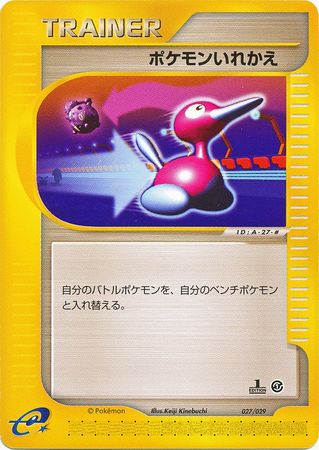 TRAINER
ポケモンいれかえ
ID:A-27-#
自分のバトルポケモンを、自分のベンチポケモン
と入れ替える。
1
EDITION
e
© Pokémon
Illus.Keiji Kinebuchi
027/029